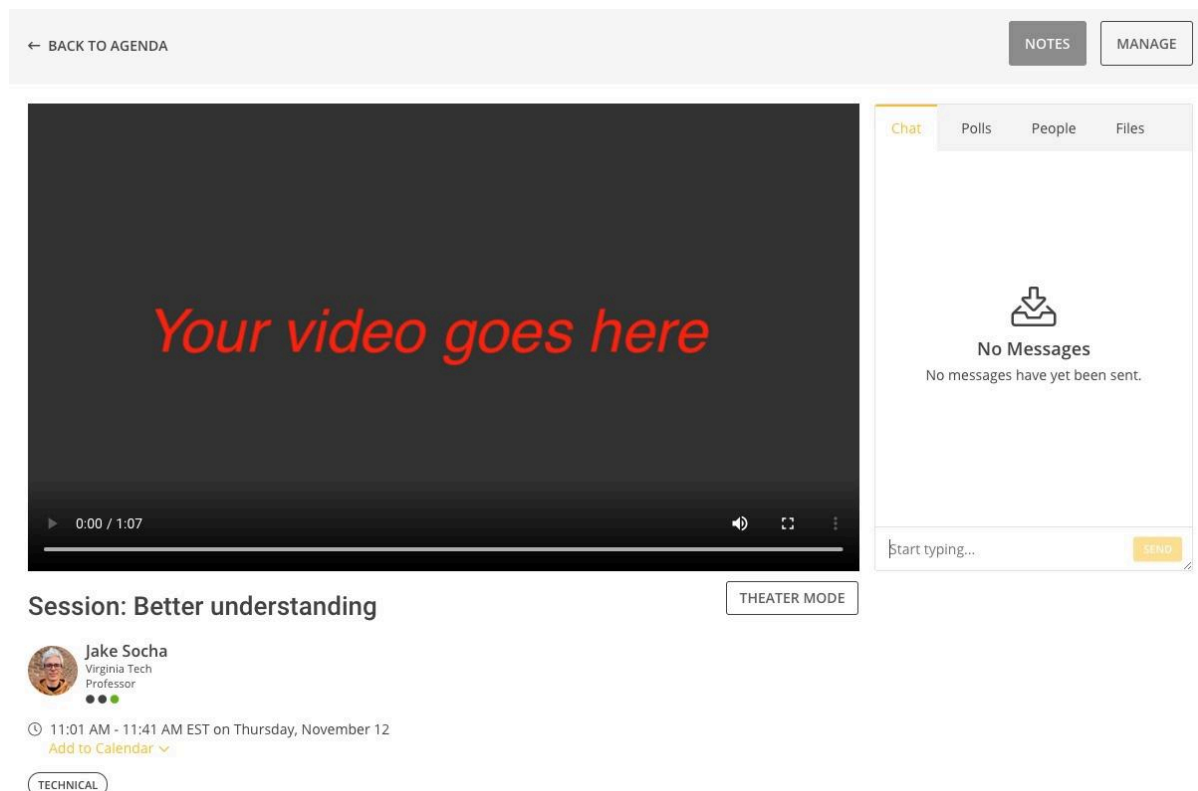 ← BACK TO AGENDA
NOTES
MANAGE
Your video goes here
0:00 / 1:07
Chat
Polls
People
Files
No Messages
No messages have yet been sent.
Start typing...
SEND
Session: Better understanding
THEATER MODE
Jake Socha
Virginia Tech
Professor
11:01 AM - 11:41 AM EST on Thursday, November 12
Add to Calendar
TECHNICAL